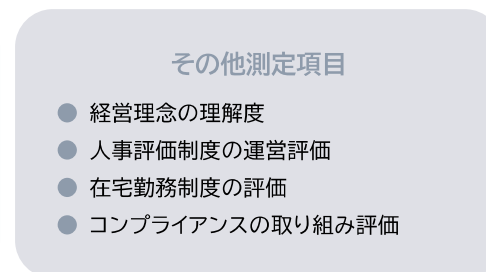 その他測定項目
経営理念の理解度
人事評価制度の運営評価
在宅勤務制度の評価
コンプライアンスの取り組み評価